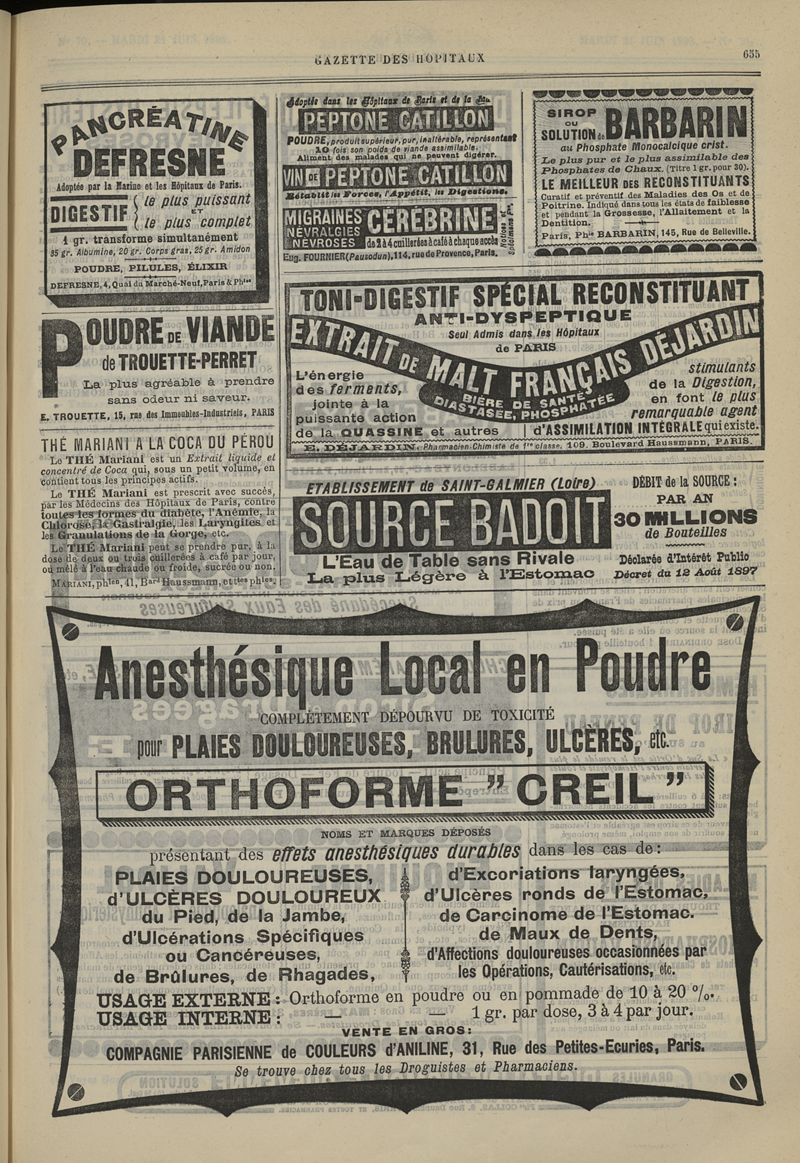 GAZETTE DES HÔPITAUX
655
PANCRÉATINE
DEFRESNE
Adoptée par la Marine et les Hôpitaux de Paris.
DIGESTIF { le plus puissant
ET
le plus complet
1 gr. transforme simultanément
35 gr. Albumine, 20 gr. Corps gras, 25 gr. Amidon
POUDRE, PILULES, ÉLIXIR
DEFRESNE, 4, Quai du Marché-Neuf, Paris & Phies
POUDRE DE VIANDE
de TROUETTE-PERRET
La plus agréable à prendre
sans odeur ni saveur.
E. TROUETTE, 15, rue des Immeubles-Industriels, PARIS
THÉ MARIANI A LA COCA DU PÉROU
Le THÉ Mariani est un Extrait liquide et
concentré de Coca qui, sous un petit volume, en
contient tous les principes actifs.
Le THÉ Mariani est prescrit avec succès,
par les Médecins des Hôpitaux de Paris, contre
toutes les formes du diabète, l'Anémie, la
Chlorose, la Gastralgie, les Laryngites et
les Granulations de la Gorge, etc.
Le THÉ Mariani peut se prendre pur, à la
dose de deux ou trois cuillerées à café par jour,
ou mêlé à l'eau chaude ou froide, sucrée ou non.
MARIANI, phien, 41, Bard Haussmann, et ttes phies.
Adoptée dans les Hôpitaux de Paris et de la
PEPTONE CATILLON
POUDRE, produit supérieur, pur, inaltérable, représentant
10 fois son poids de viande assimilable.
Aliment des malades qui ne peuvent digérer.
VIN DE PEPTONE CATILLON
Rétablit les Forces, l'Appétit, les Digestions.
MIGRAINES
NÉVRALGIES
NÉVROSES
CÉRÉBRINE
de 2 à 4 cuillerées à café à chaque accès
Eug. FOURNIER (Pausodun), 114, rue de Provence, Paris.
SIROP
OU
SOLUTION de BARBARIN
au Phosphate Monocalcique crist.
Le plus pur et le plus assimilable des
Phosphates de Chaux. (Titre 1 gr. pour 30).
LE MEILLEUR DES RECONSTITUANTS
Curatif et préventif des Maladies des Os et de
Poitrine. Indiqué dans tous les états de faiblesse
et pendant la Grossesse, l'Allaitement et la
Dentition.
Paris, Phie BARBARIN, 145, Rue de Belleville.
TONI-DIGESTIF SPÉCIAL RECONSTITUANT
ANTI-DYSPEPTIQUE
Seul Admis dans les Hôpitaux
de PARIS
EXTRAIT DE MALT FRANÇAIS DÉJARDIN
BIÈRE DE SANTÉ
DIASTASÉE, PHOSPHATÉE
L'énergie
des ferments,
jointe à la
puissante action
de la QUASSINE et autres
stimulants
de la Digestion,
en font le plus
remarquable agent
d'ASSIMILATION INTÉGRALE qui existe.
E. DÉJARDIN, Pharmacien-Chimiste de 1re classe, 109, Boulevard Haussmann, PARIS.
ETABLISSEMENT de SAINT-GALMIER (Loire)
SOURCE BADOIT
L'Eau de Table sans Rivale
La plus Légère à l'Estomac
DÉBIT de la SOURCE :
PAR AN
30 MILLIONS
de Bouteilles
Déclarée d'Intérêt Public
Décret du 12 Août 1897
Anesthésique Local en Poudre
COMPLÈTEMENT DÉPOURVU DE TOXICITÉ
pour PLAIES DOULOUREUSES, BRULURES, ULCÈRES, etc.
ORTHOFORME "CREIL"
NOMS ET MARQUES DÉPOSÉS
présentant des effets anesthésiques durables dans les cas de :
PLAIES DOULOUREUSES,
d'ULCÈRES DOULOUREUX
du Pied, de la Jambe,
d'Ulcérations Spécifiques
ou Cancéreuses,
de Brûlures, de Rhagades,
d'Excoriations laryngées,
d'Ulcères ronds de l'Estomac,
de Carcinome de l'Estomac.
de Maux de Dents,
d'Affections douloureuses occasionnées par
les Opérations, Cautérisations, etc.
USAGE EXTERNE : Orthoforme en poudre ou en pommade de 10 à 20 %.
USAGE INTERNE : — — 1 gr. par dose, 3 à 4 par jour.
VENTE EN GROS :
COMPAGNIE PARISIENNE de COULEURS d'ANILINE, 31, Rue des Petites-Ecuries, Paris.
Se trouve chez tous les Droguistes et Pharmaciens.